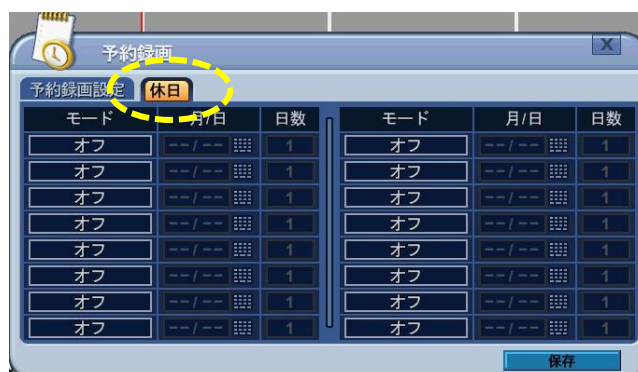 予約録画
X
予約録画設定 休日
モード 月/日 日数 モード 月/日 日数
オフ --/-- 1 オフ --/-- 1
オフ --/-- 1 オフ --/-- 1
オフ --/-- 1 オフ --/-- 1
オフ --/-- 1 オフ --/-- 1
オフ --/-- 1 オフ --/-- 1
オフ --/-- 1 オフ --/-- 1
オフ --/-- 1 オフ --/-- 1
オフ --/-- 1 オフ --/-- 1
保存